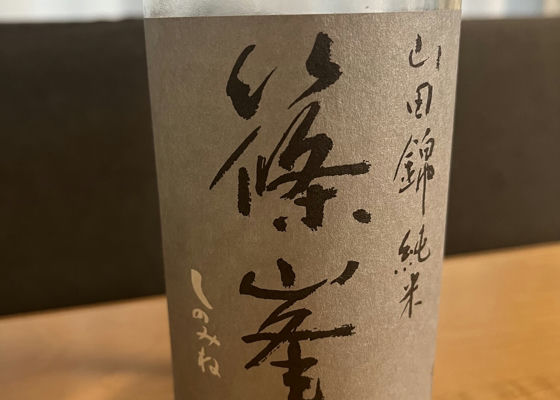 山田錦 純米
篠峯
しのみね